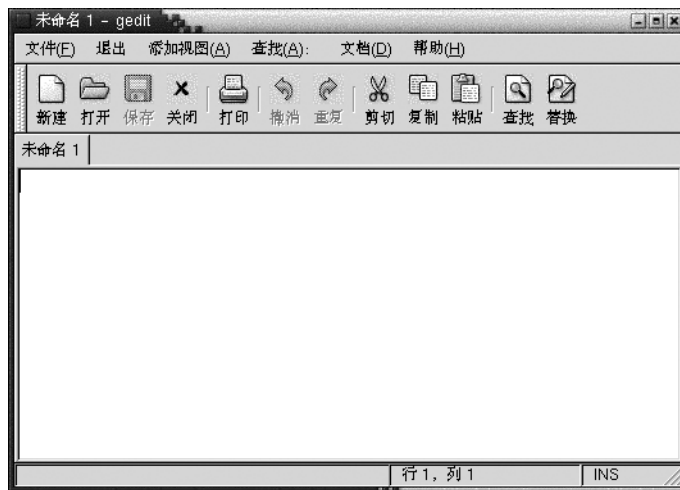 未命名 1 - gedit
文件(F) 退出 添加视图(A) 查找(A): 文档(D) 帮助(H)
新建 打开 保存 关闭 打印 撤消 重复 剪切 复制 粘贴 查找 替换
未命名 1
行 1, 列 1 INS